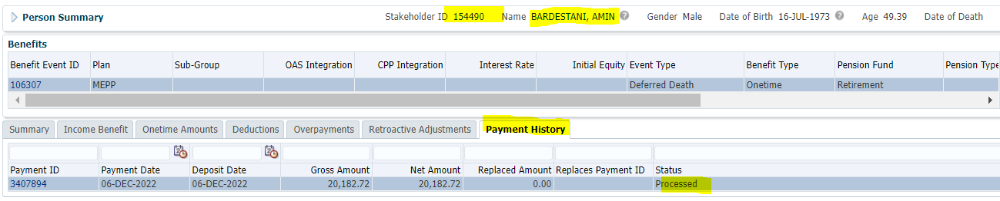 Person Summary Stakeholder ID 154490 Name BARDESTANI, AMIN Gender Male Date of Birth 16-JUL-1973 Age 49.39 Date of Death
Benefits
Benefit Event ID Plan Sub-Group OAS Integration CPP Integration Interest Rate Initial Equity Event Type Benefit Type Pension Fund Pension Type
106307 MEPP Deferred Death Onetime Retirement
Summary Income Benefit Onetime Amounts Deductions Overpayments Retroactive Adjustments Payment History
Payment ID Payment Date Deposit Date Gross Amount Net Amount Replaced Amount Replaces Payment ID Status
3407894 06-DEC-2022 06-DEC-2022 20,182.72 20,182.72 0.00 Processed